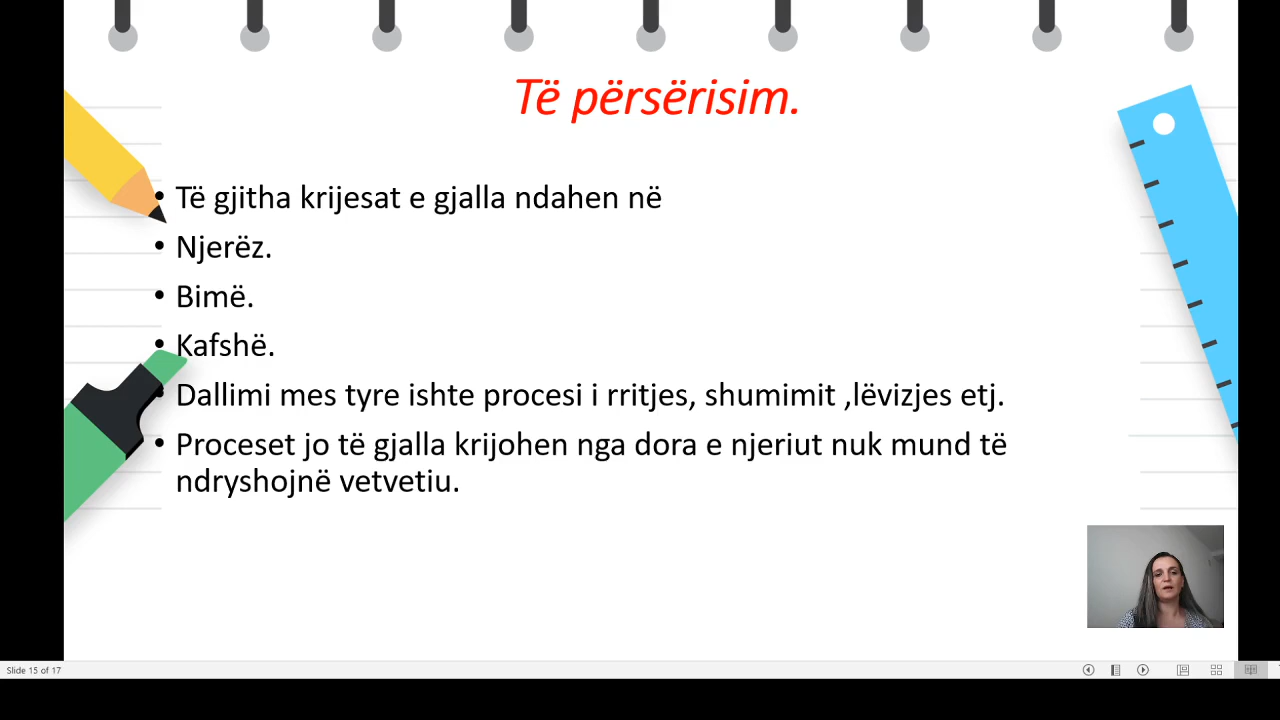 Të përsërisim.
• Të gjitha krijesat e gjalla ndahen në
• Njerëz.
• Bimë.
• Kafshë.
• Dallimi mes tyre ishte procesi i rritjes, shumimit ,lëvizjes etj.
• Proceset jo të gjalla krijohen nga dora e njeriut nuk mund të
ndryshojnë vetvetiu.
Slide 15 of 17